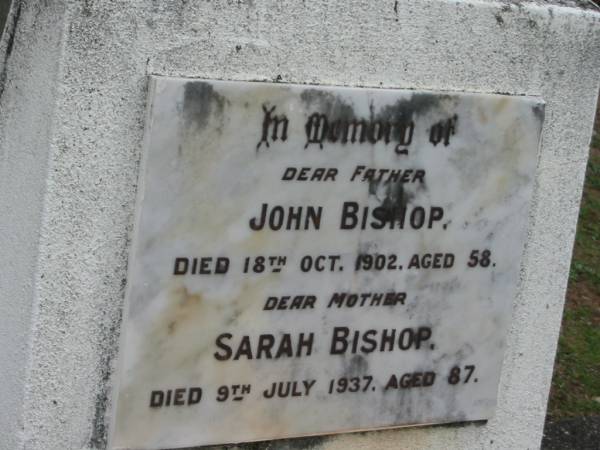 In Memory of
DEAR FATHER
JOHN BISHOP.
DIED 18TH OCT. 1902. AGED 58.
DEAR MOTHER
SARAH BISHOP.
DIED 9TH JULY 1937. AGED 87.